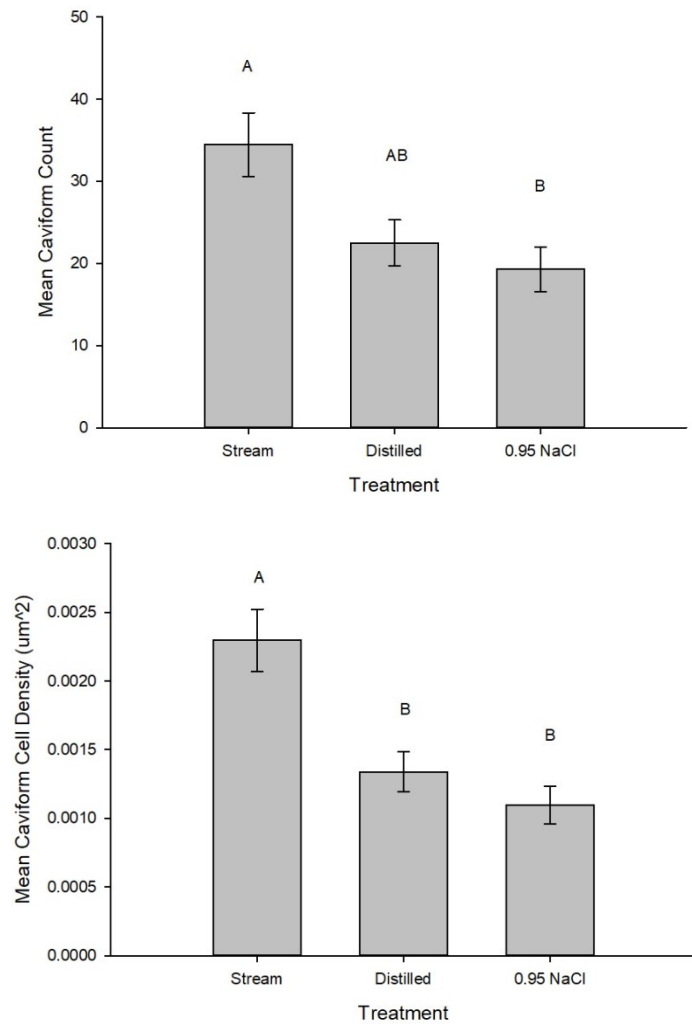 Mean Caviform Count
50
40
30
20
10
0
A
AB
B
Stream Distilled 0.95 NaCl
Treatment
Mean Caviform Cell Density (um^2)
0.0030
0.0025
0.0020
0.0015
0.0010
0.0005
0.0000
A
B
B
Stream Distilled 0.95 NaCl
Treatment